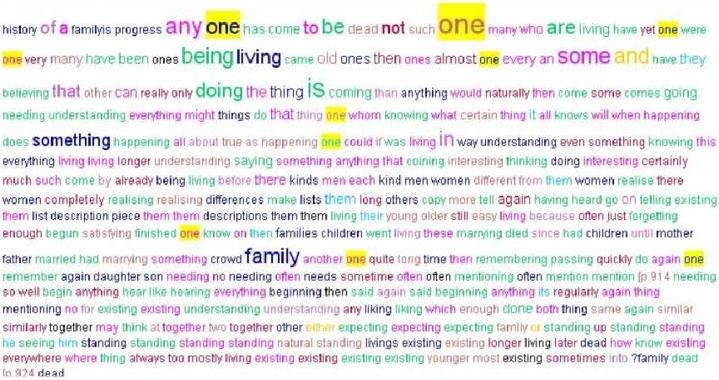 history of a familyis progress any one has come to be dead not such one many who are living have yet one were
one very many have been ones being living came old ones then ones almost one every an some and have they
believing that other can really only doing the thing is coming than anything would naturally then come some comes going
needing understanding everything might things do that thing one whom knowing what certain thing it all knows will when happening
does something happening all about true as happening one could if was living in way understanding even something knowing this
everything living living longer understanding saying something anything that coining interesting thinking doing interesting certainly
much such come by already being living before there kinds men each kind men women different from them women realise there
women completely realising realising differences make lists them long others copy more tell again having heard go on telling existing
them list description piece them them descriptions them them living their young older still easy living because often just forgetting
enough begun satisfying finished one know on then families children went living these marrying died since had children until mother
father married had marrying something crowd family another one quite long time then remembering passing quickly do again one
remember again daughter son needing no needing often needs sometime often often mentioning often mention mention [p.914 needing
so well begin anything hear like hearing everything beginning then said again said beginning anything its regularly again thing
mentioning no for existing existing understanding understanding any liking liking which enough done both thing same again similar
similarly together may think at together two together other either expecting expecting expecting family or standing up standing standing
he seeing him standing standing standing standing natural standing livings existing existing longer living later dead how know existing
everywhere where thing always too mostly living existing existing existing existing younger most existing sometimes into ?family dead
[p.924 dead